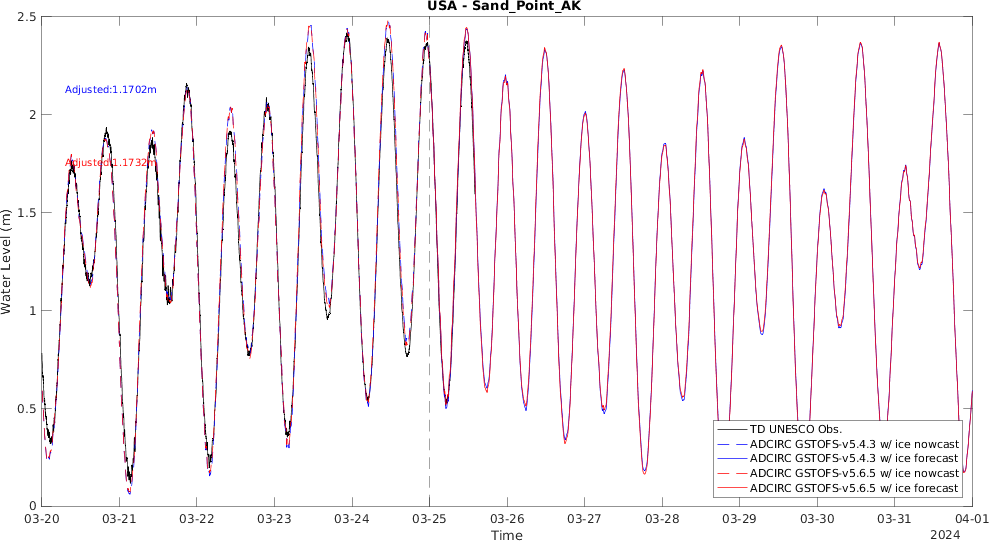 USA - Sand_Point_AK
2.5
2
1.5
1
0.5
0
Water Level (m)
Adjusted:1.1702m
Adjusted:1.1732m
TD UNESCO Obs.
ADCIRC GSTOFS-v5.4.3 w/ ice nowcast
ADCIRC GSTOFS-v5.4.3 w/ ice forecast
ADCIRC GSTOFS-v5.6.5 w/ ice nowcast
ADCIRC GSTOFS-v5.6.5 w/ ice forecast
03-20 03-21 03-22 03-23 03-24 03-25 03-26 03-27 03-28 03-29 03-30 03-31 04-01
Time
2024